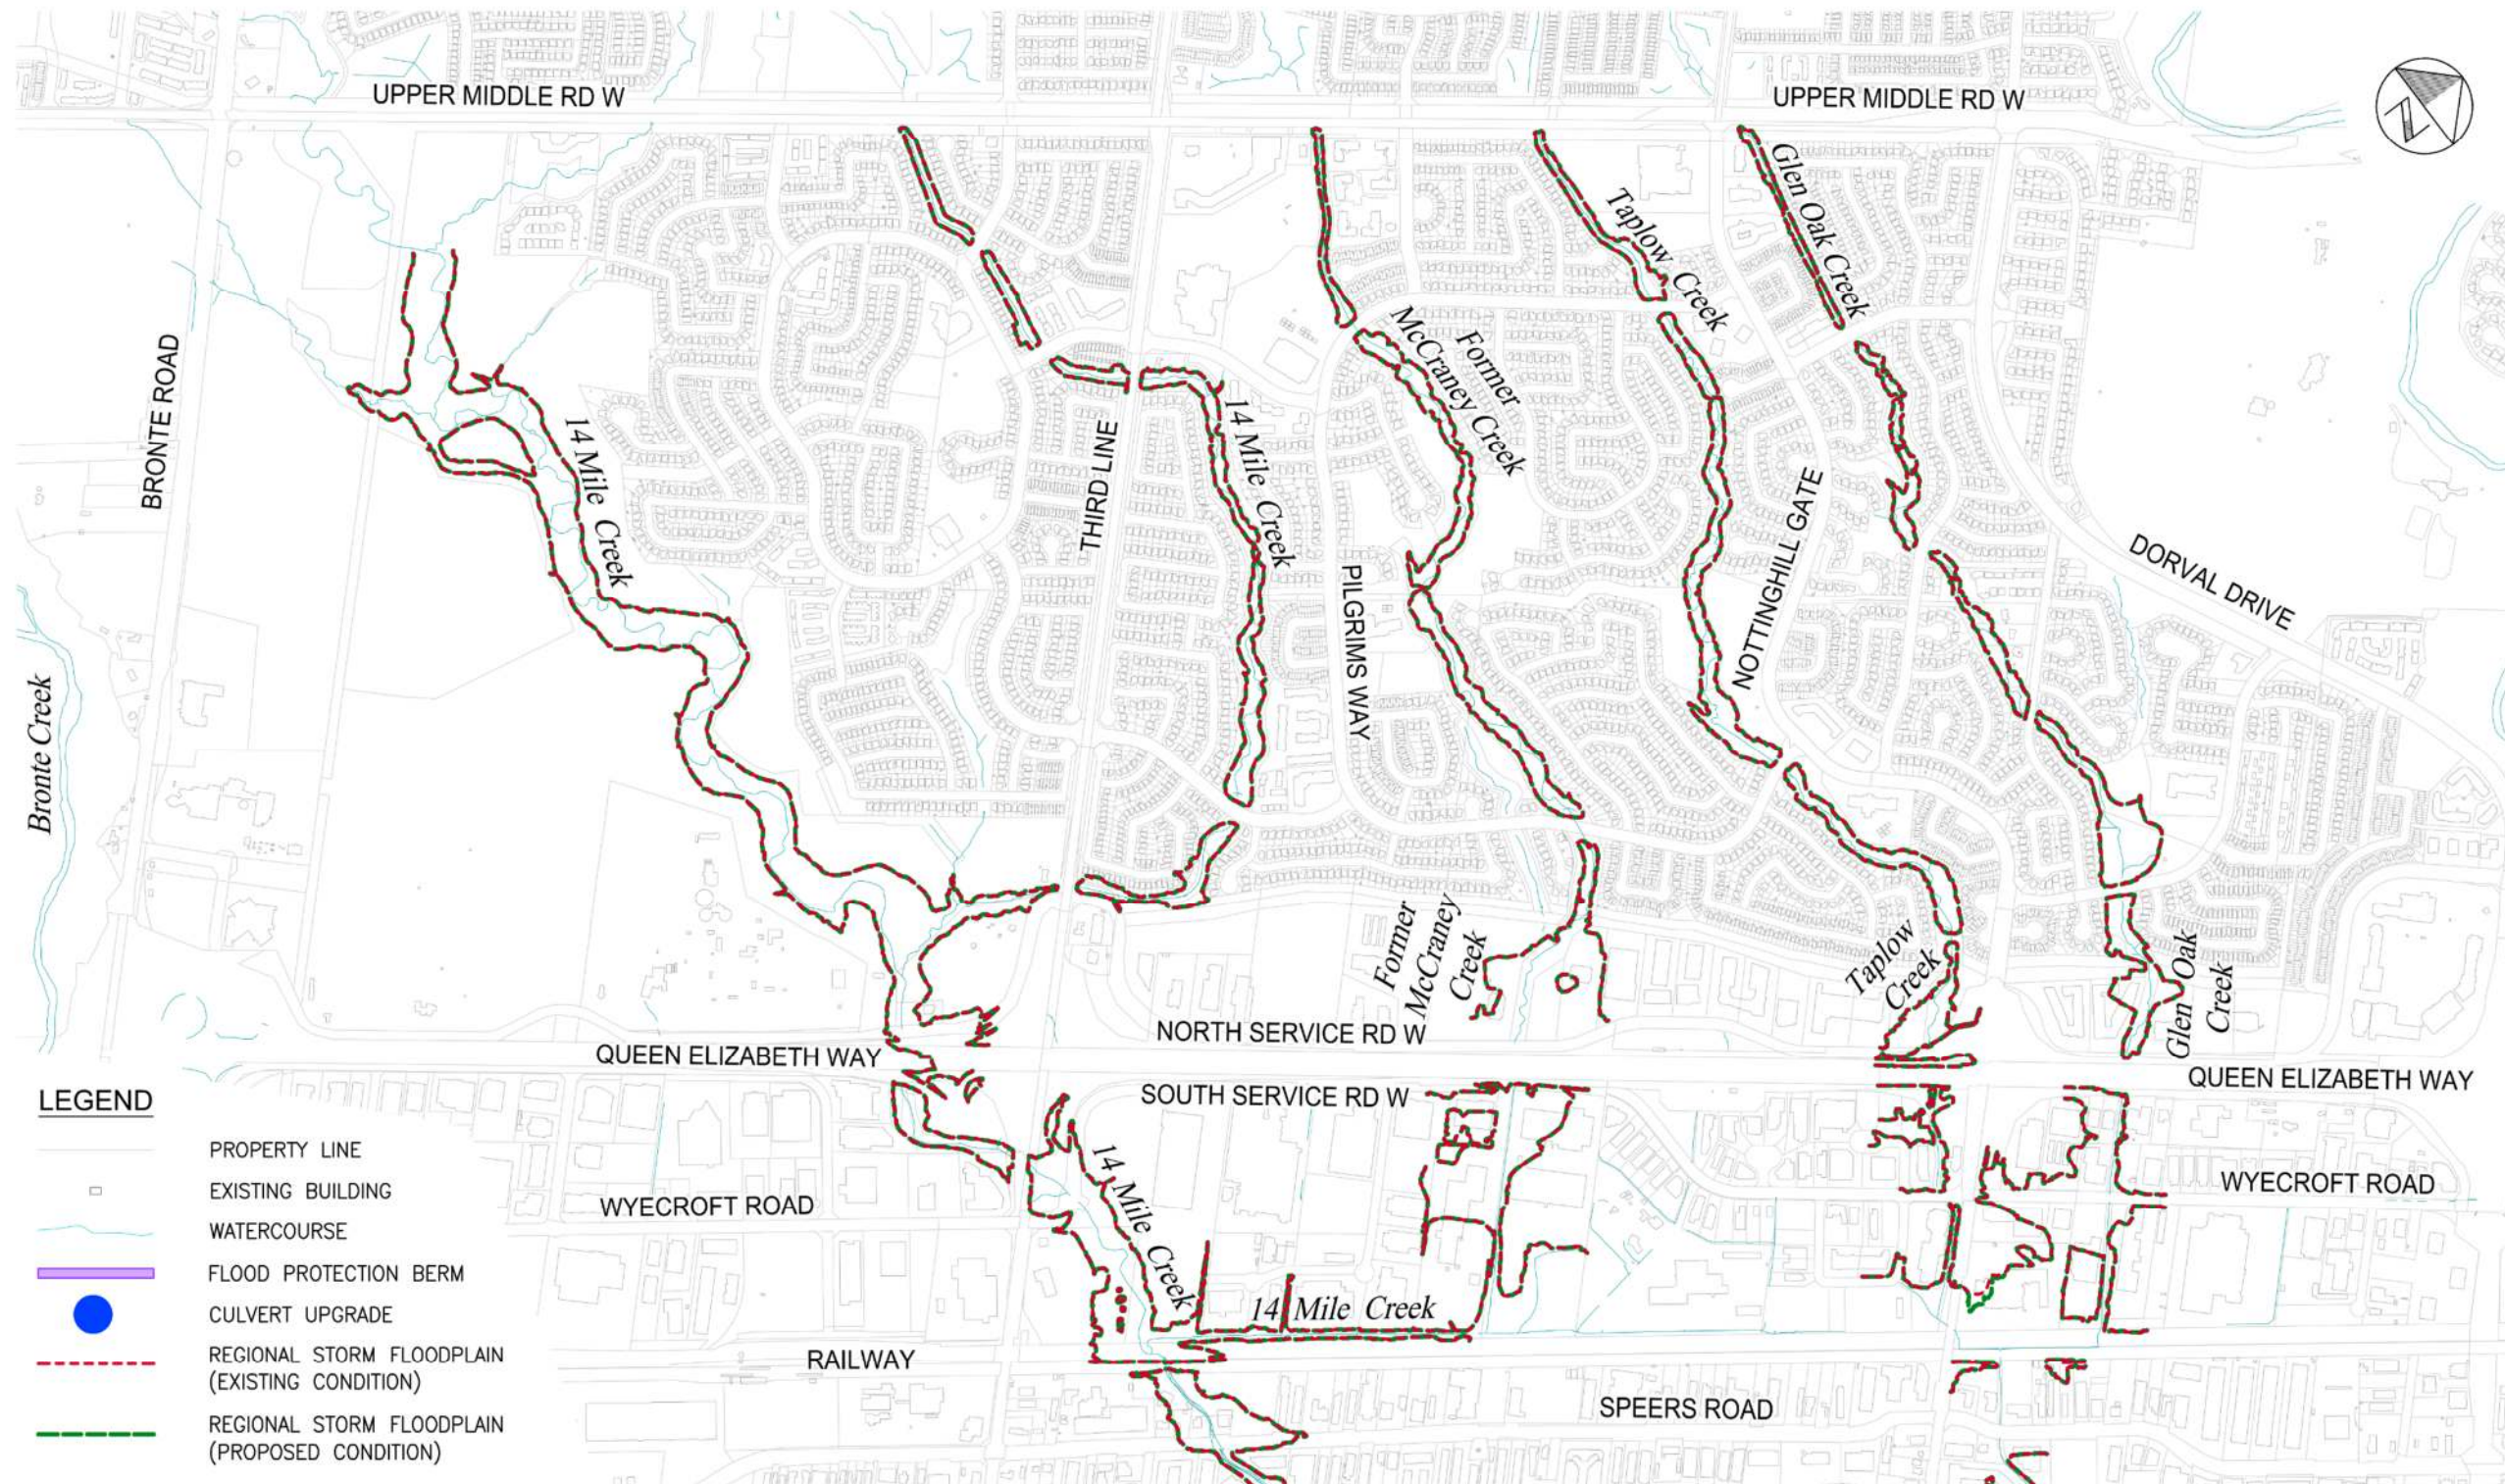 UPPER MIDDLE RD W
UPPER MIDDLE RD W
Glen Oak Creek
Taplow Creek
Former
McCraney Creek
BRONTE ROAD
14 Mile Creek
THIRD LINE
14 Mile Creek
NOTTINGHILL GATE
DORVAL DRIVE
PILGRIMS WAY
Bronte Creek
Former
McCraney
Creek
Taplow
Creek
Glen Oak
Creek
NORTH SERVICE RD W
QUEEN ELIZABETH WAY
QUEEN ELIZABETH WAY
SOUTH SERVICE RD W
14 Mile Creek
WYECROFT ROAD
WYECROFT ROAD
14 Mile Creek
RAILWAY
SPEERS ROAD
LEGEND
PROPERTY LINE
EXISTING BUILDING
WATERCOURSE
FLOOD PROTECTION BERM
CULVERT UPGRADE
REGIONAL STORM FLOODPLAIN
(EXISTING CONDITION)
REGIONAL STORM FLOODPLAIN
(PROPOSED CONDITION)